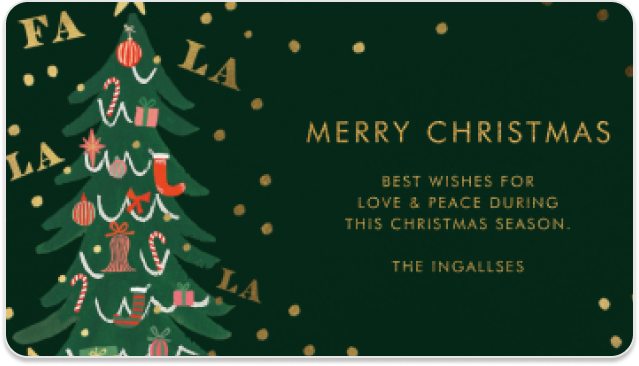 FA
LA
LA
LA
MERRY CHRISTMAS
BEST WISHES FOR
LOVE & PEACE DURING
THIS CHRISTMAS SEASON.
THE INGALLSES